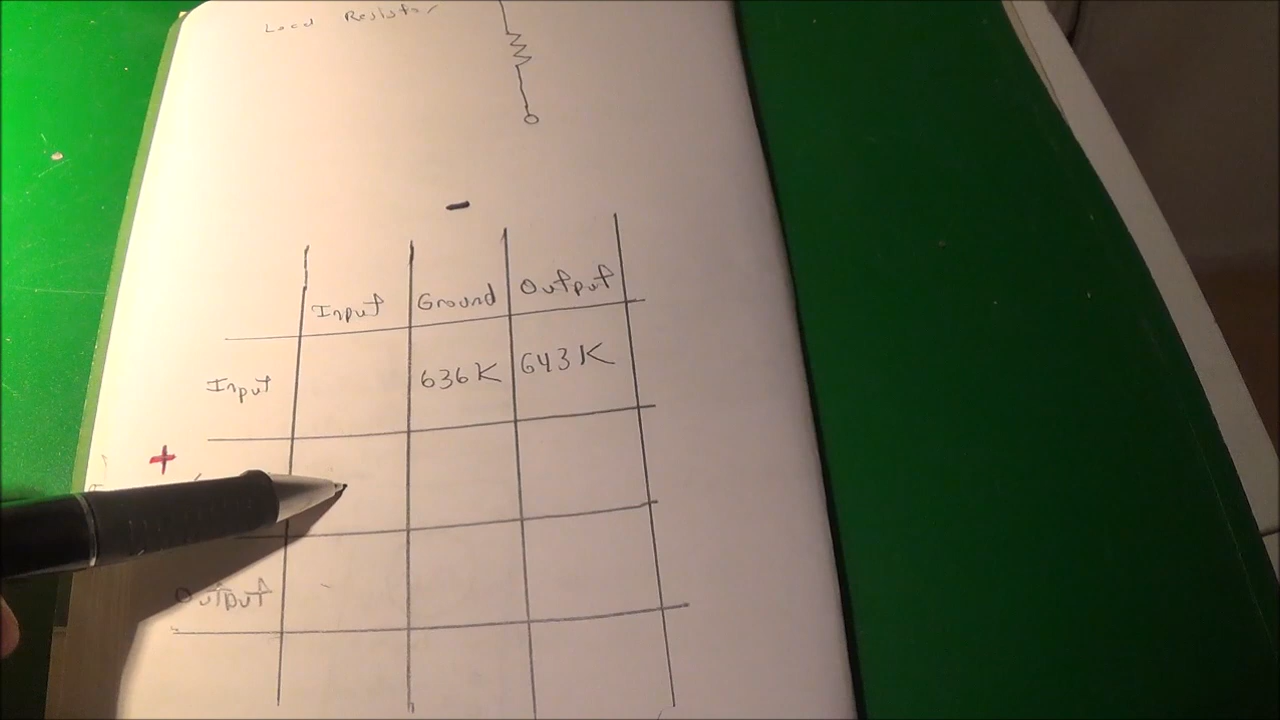 Load Resistor
-
Input Ground Output
Input 636K 643K
+
Output